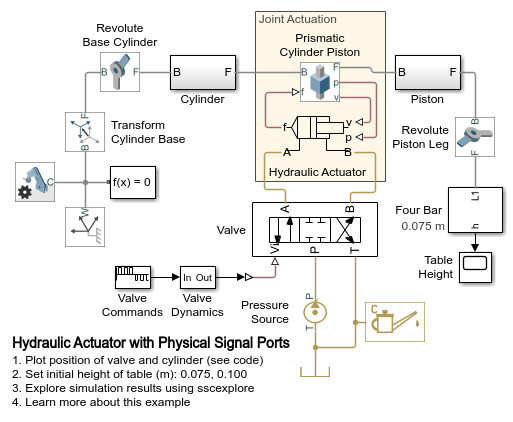 Joint Actuation
Revolute
Base Cylinder
Prismatic
Cylinder Piston
B
F
B
F
B
F
p
v
f
B
F
Cylinder
Piston
F
B
Transform
Cylinder Base
f
v
p
A
B
Hydraulic Actuator
B
F
Revolute
Piston Leg
C
f(x) = 0
W
A
B
Valve
Vi
P
T
L1
h
Four Bar
0.075 m
Table
Height
In Out
Valve
Commands
Valve
Dynamics
Pressure
Source
P
T
C
Hydraulic Actuator with Physical Signal Ports
1. Plot position of valve and cylinder (see code)
2. Set initial height of table (m): 0.075, 0.100
3. Explore simulation results using sscexplore
4. Learn more about this example